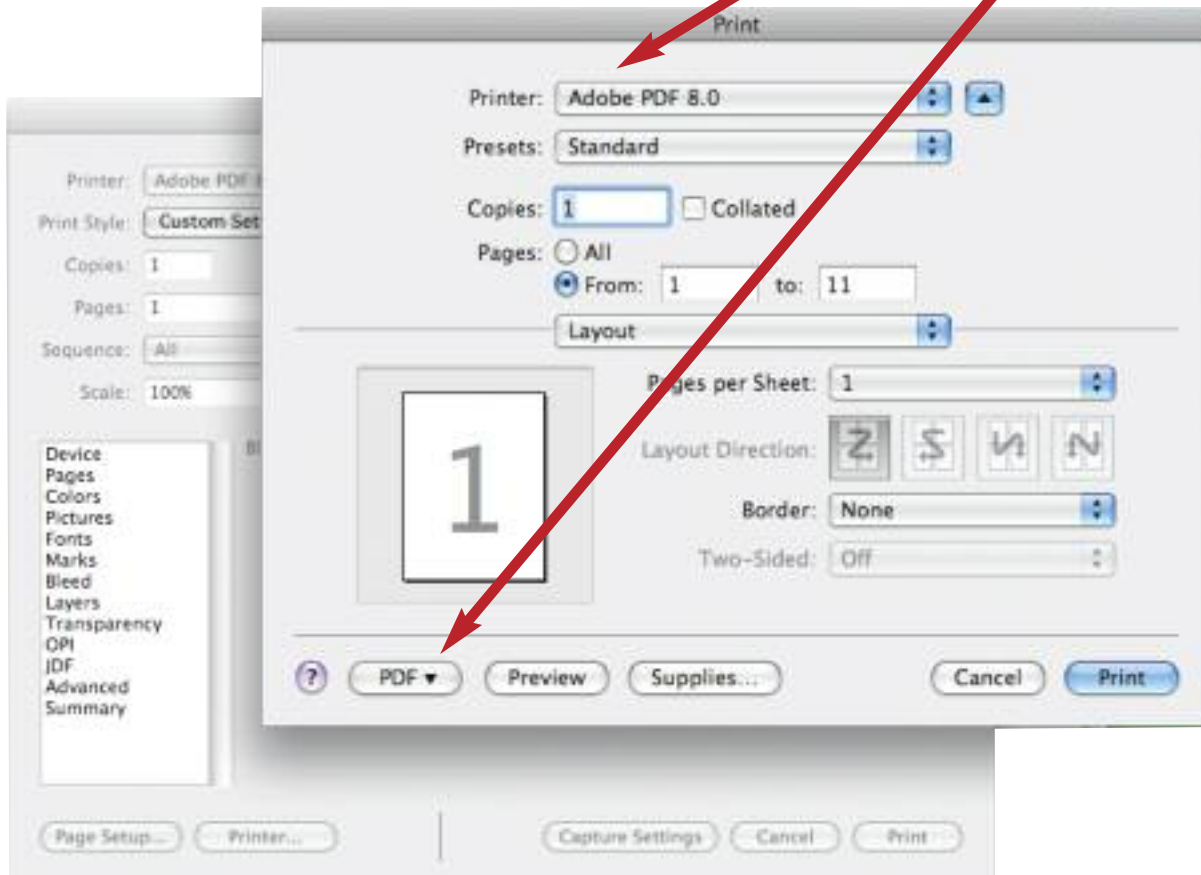 Print
Printer: Adobe PDF 8.0
Presets: Standard
Copies: 1 Collated
Pages: All
From: 1 to: 11
Layout
1
Pages per Sheet: 1
Layout Direction:
Border: None
Two-Sided: Off
? PDF Preview Supplies... Cancel Print
Printer: Adobe PDF
Print Style: Custom Set
Copies: 1
Pages: 1
Sequence: All
Scale: 100%
Device
Pages
Colors
Pictures
Fonts
Marks
Bleed
Layers
Transparency
OPI
JDF
Advanced
Summary
Page Setup... Printer... Capture Settings Cancel Print